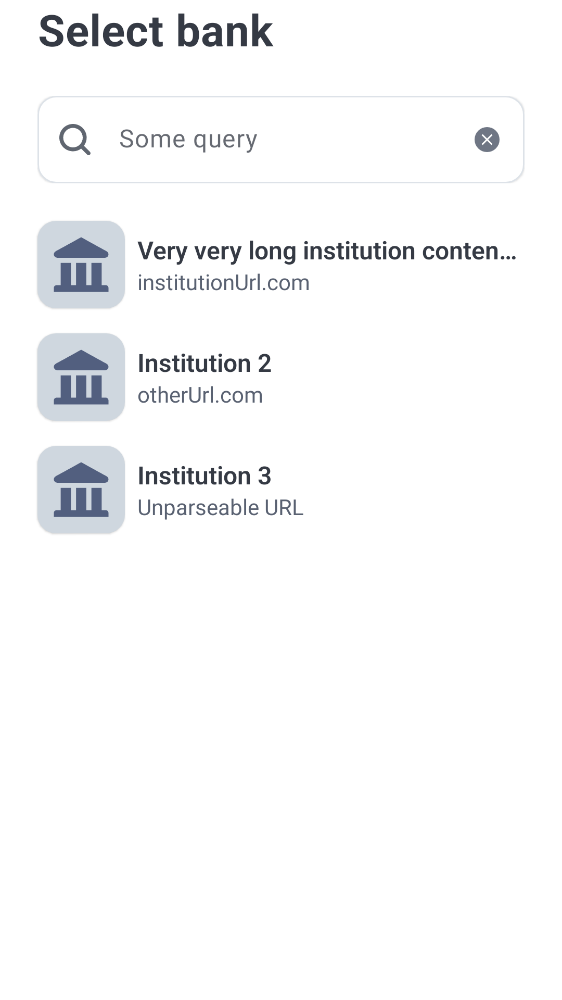 Select bank
Some query
Very very long institution conten...
institutionUrl.com
Institution 2
otherUrl.com
Institution 3
Unparseable URL